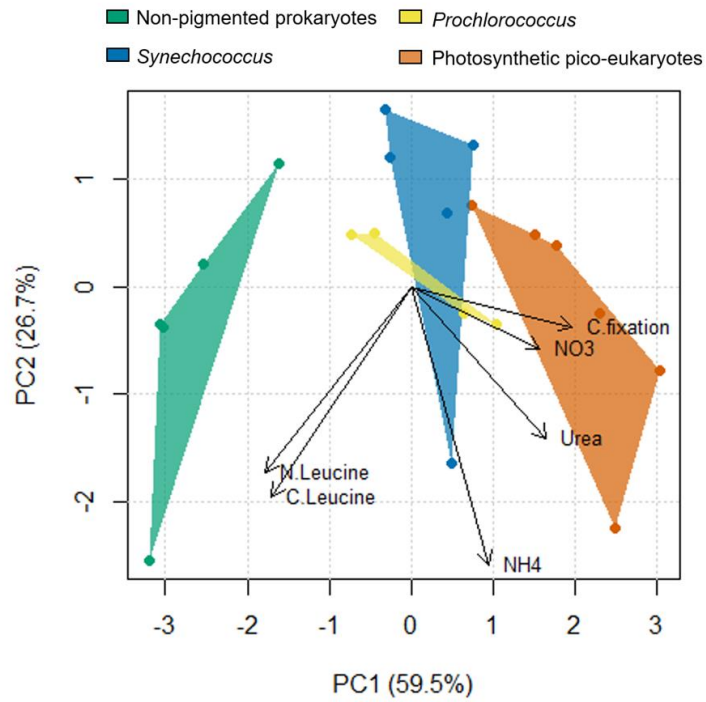 Non-pigmented prokaryotes
Prochlorococcus
Synechococcus
Photosynthetic pico-eukaryotes
PC2 (26.7%)
1
0
-1
-2
C.fixation
NO3
Urea
N.Leucine
C.Leucine
NH4
-3 -2 -1 0 1 2 3
PC1 (59.5%)